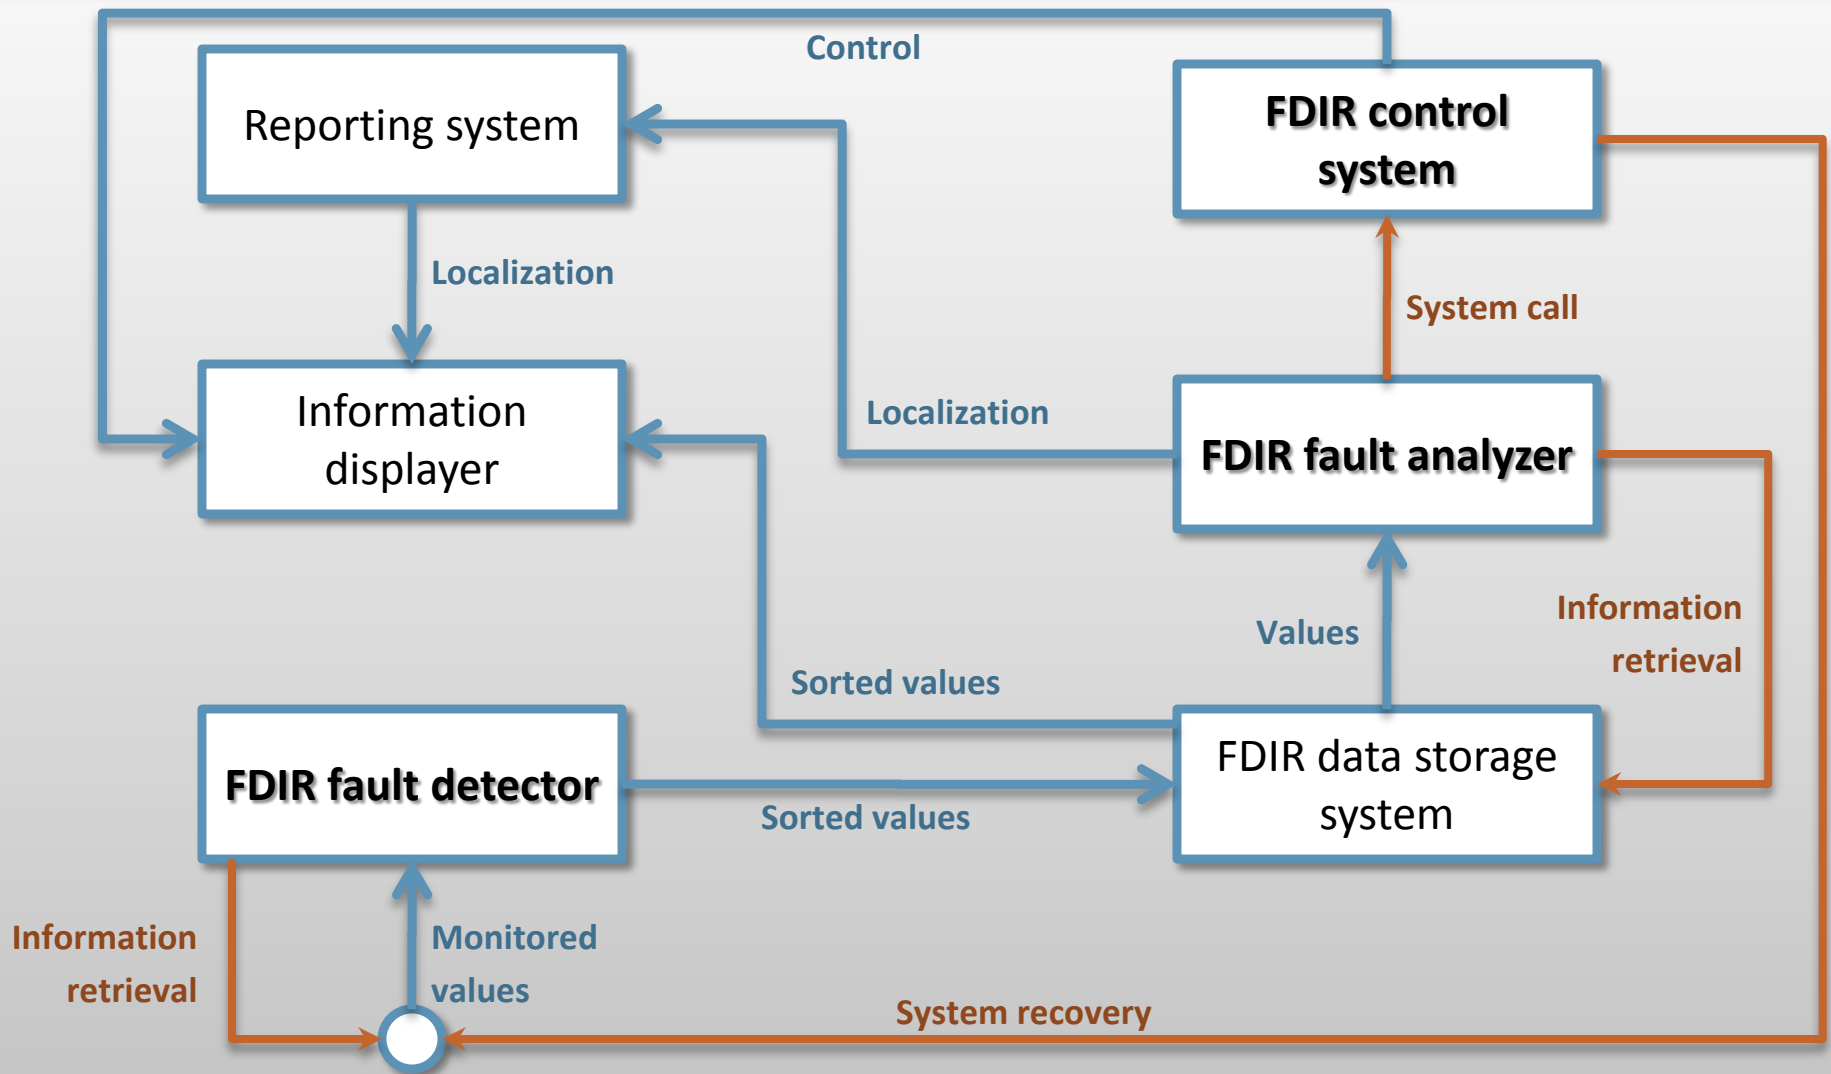 Control
Reporting system
FDIR control
system
Localization
System call
Information
displayer
Localization
FDIR fault analyzer
Values
Information
retrieval
Sorted values
FDIR fault detector
FDIR data storage
system
Sorted values
Information
retrieval
Monitored
values
System recovery